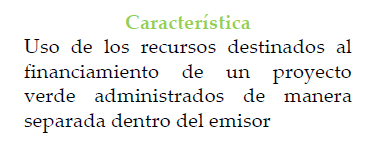 Característica
Uso de los recursos destinados al
financiamiento de un proyecto
verde administrados de manera
separada dentro del emisor